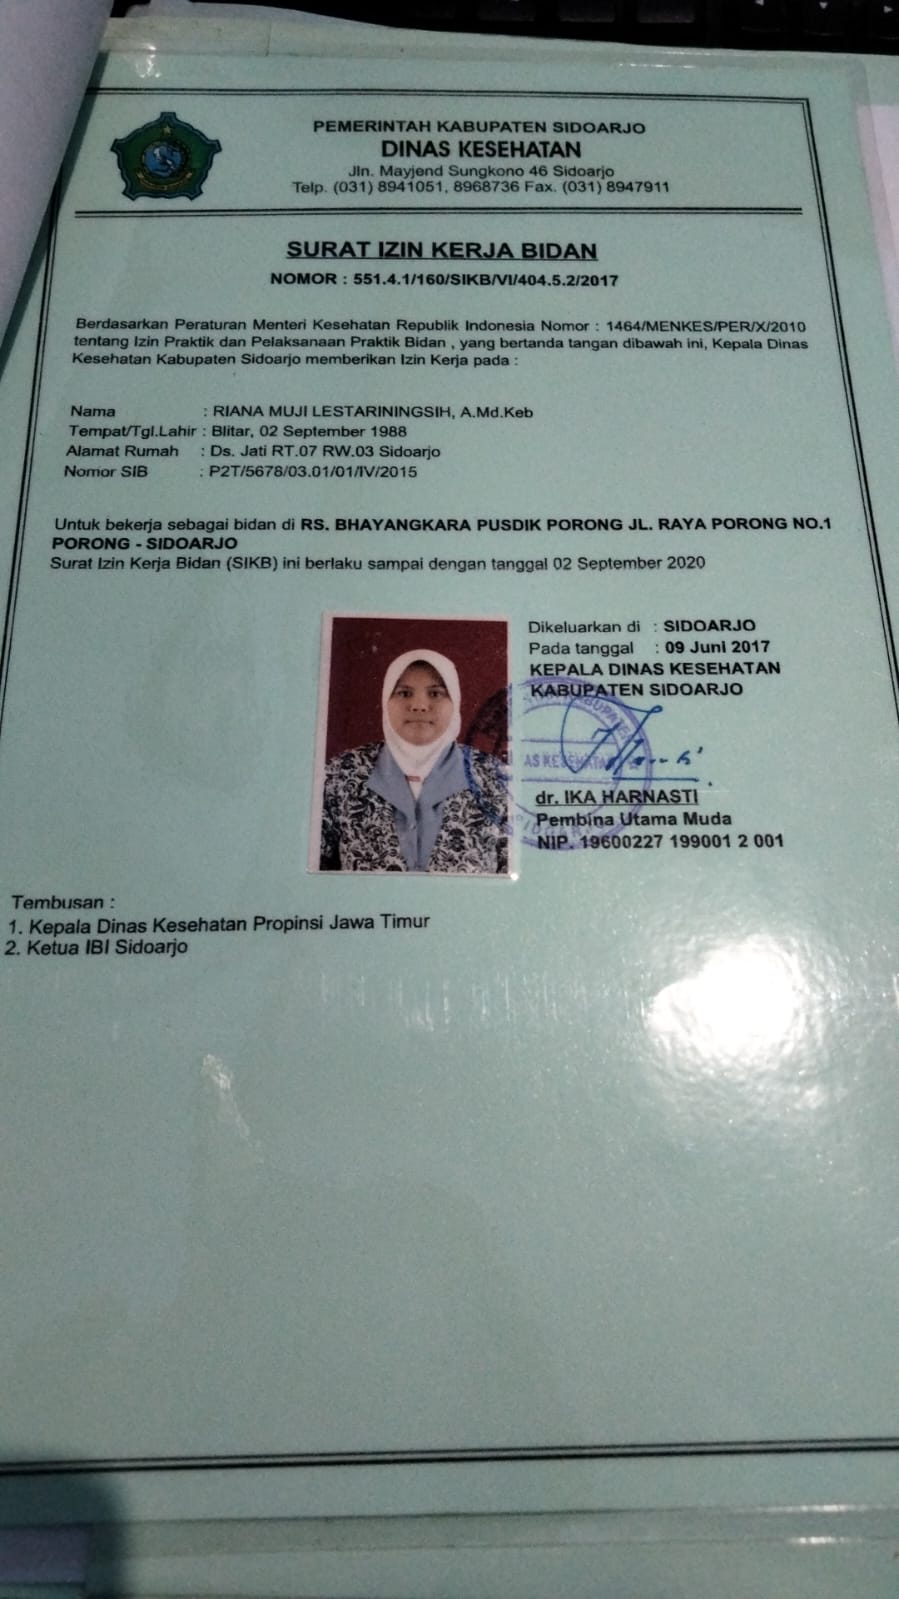 PEMERINTAH KABUPATEN SIDOARJO
DINAS KESEHATAN
Jln. Mayjend Sungkono 46 Sidoarjo
Telp. (031) 8941051, 8968736 Fax. (031) 8947911
SURAT IZIN KERJA BIDAN
NOMOR : 551.4.1/160/SIKB/VI/404.5.2/2017
Berdasarkan Peraturan Menteri Kesehatan Republik Indonesia Nomor : 1464/MENKES/PER/X/2010
tentang Izin Praktik dan Pelaksanaan Praktik Bidan , yang bertanda tangan dibawah ini, Kepala Dinas
Kesehatan Kabupaten Sidoarjo memberikan Izin Kerja pada :
Nama : RIANA MUJI LESTARININGSIH, A.Md.Keb
Tempat/Tgl.Lahir : Blitar, 02 September 1988
Alamat Rumah : Ds. Jati RT.07 RW.03 Sidoarjo
Nomor SIB : P2T/5678/03.01/01/IV/2015
Untuk bekerja sebagai bidan di RS. BHAYANGKARA PUSDIK PORONG JL. RAYA PORONG NO.1
PORONG - SIDOARJO
Surat Izin Kerja Bidan (SIKB) ini berlaku sampai dengan tanggal 02 September 2020
Dikeluarkan di : SIDOARJO
Pada tanggal : 09 Juni 2017
KEPALA DINAS KESEHATAN
KABUPATEN SIDOARJO
dr. IKA HARNASTI
Pembina Utama Muda
NIP. 19600227 199001 2 001
Tembusan :
1. Kepala Dinas Kesehatan Propinsi Jawa Timur
2. Ketua IBI Sidoarjo